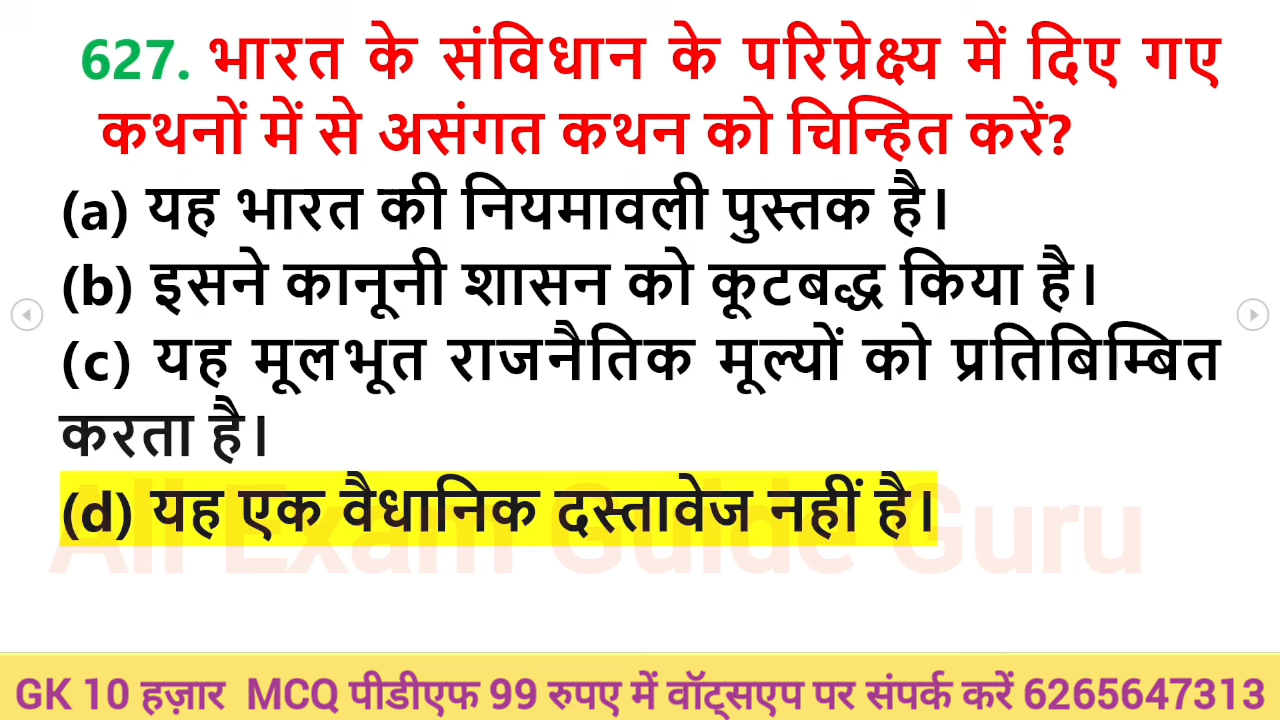 627. भारत के संविधान के परिप्रेक्ष्य में दिए गए
कथनों में से असंगत कथन को चिन्हित करें?
(a) यह भारत की नियमावली पुस्तक है।
(b) इसने कानूनी शासन को कूटबद्ध किया है।
(c) यह मूलभूत राजनैतिक मूल्यों को प्रतिबिम्बित
करता है।
(d) यह एक वैधानिक दस्तावेज नहीं है।
Ali Exam Guide Guru
GK 10 हज़ार MCQ पीडीएफ 99 रुपए में वॉट्सएप पर संपर्क करें 6265647313